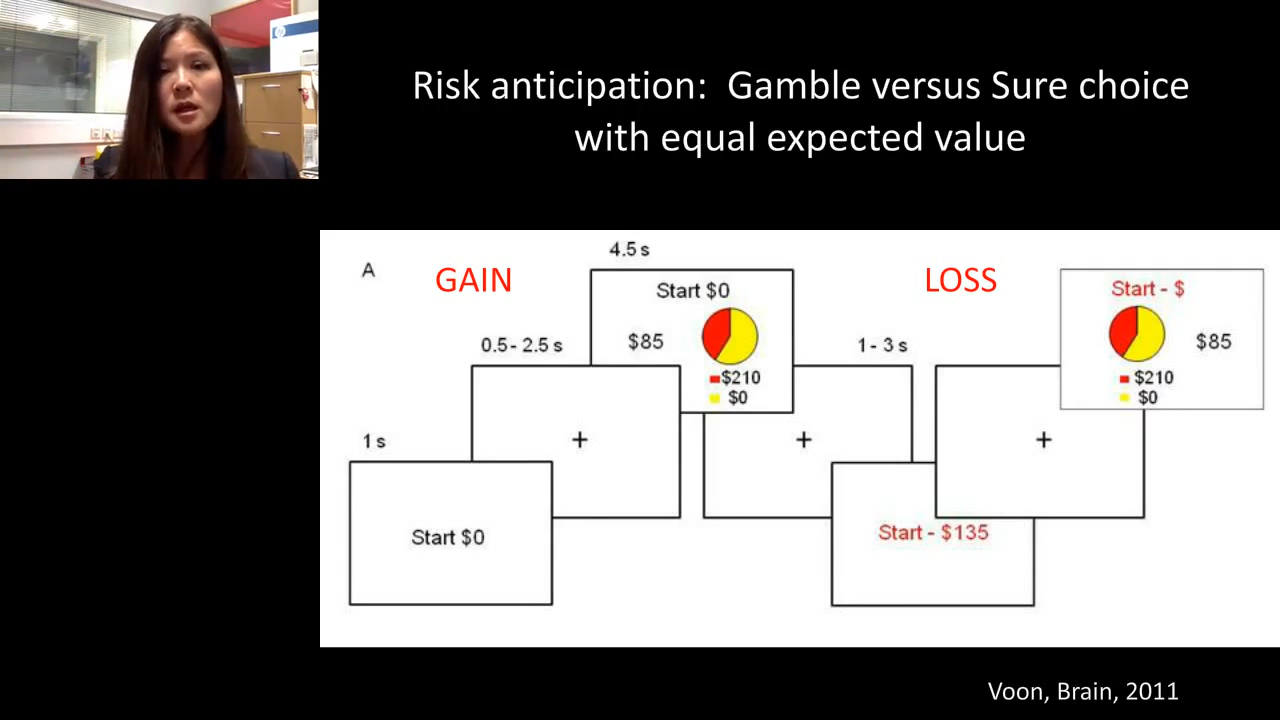 Risk anticipation:  Gamble versus Sure choice
with equal expected value
A
GAIN
4.5 s
LOSS
Start $0
$85
$210
$0
Start - $
$85
$210
$0
0.5 - 2.5 s
1 - 3 s
+
+
+
1 s
Start $0
Start - $135
Voon, Brain, 2011